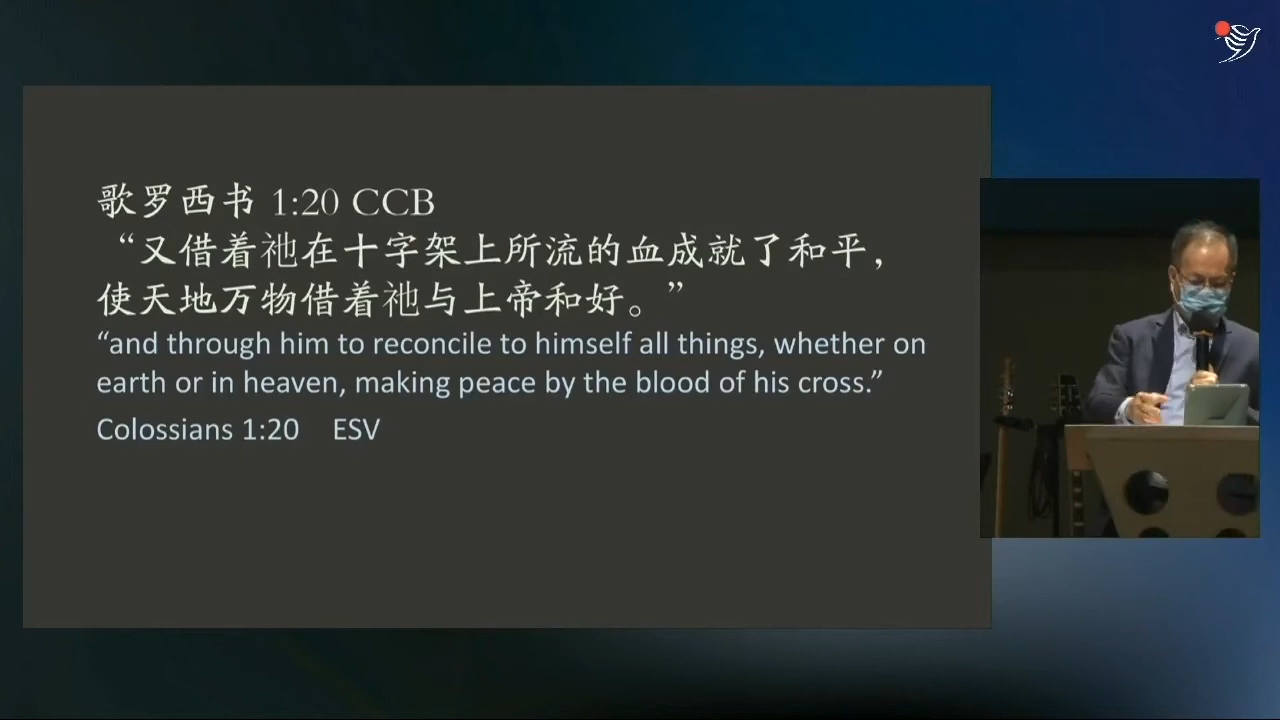 歌罗西书 1:20 CCB
“又借着祂在十字架上所流的血成就了和平，
使天地万物借着祂与上帝和好。”
“and through him to reconcile to himself all things, whether on
earth or in heaven, making peace by the blood of his cross.”
Colossians 1:20 ESV